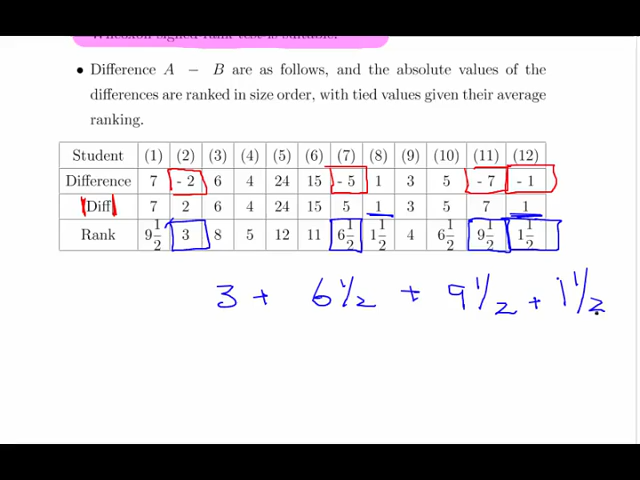 Wilcoxon signed-rank test is suitable.
• Difference A − B are as follows, and the absolute values of the
differences are ranked in size order, with tied values given their average
ranking.
Student (1) (2) (3) (4) (5) (6) (7) (8) (9) (10) (11) (12)
Difference 7 - 2 6 4 24 15 - 5 1 3 5 - 7 - 1
|Diff| 7 2 6 4 24 15 5 1 3 5 7 1
Rank 9 1/2 3 8 5 12 11 6 1/2 1 1/2 4 6 1/2 9 1/2 1 1/2
3 + 6 1/2 + 9 1/2 + 1 1/2